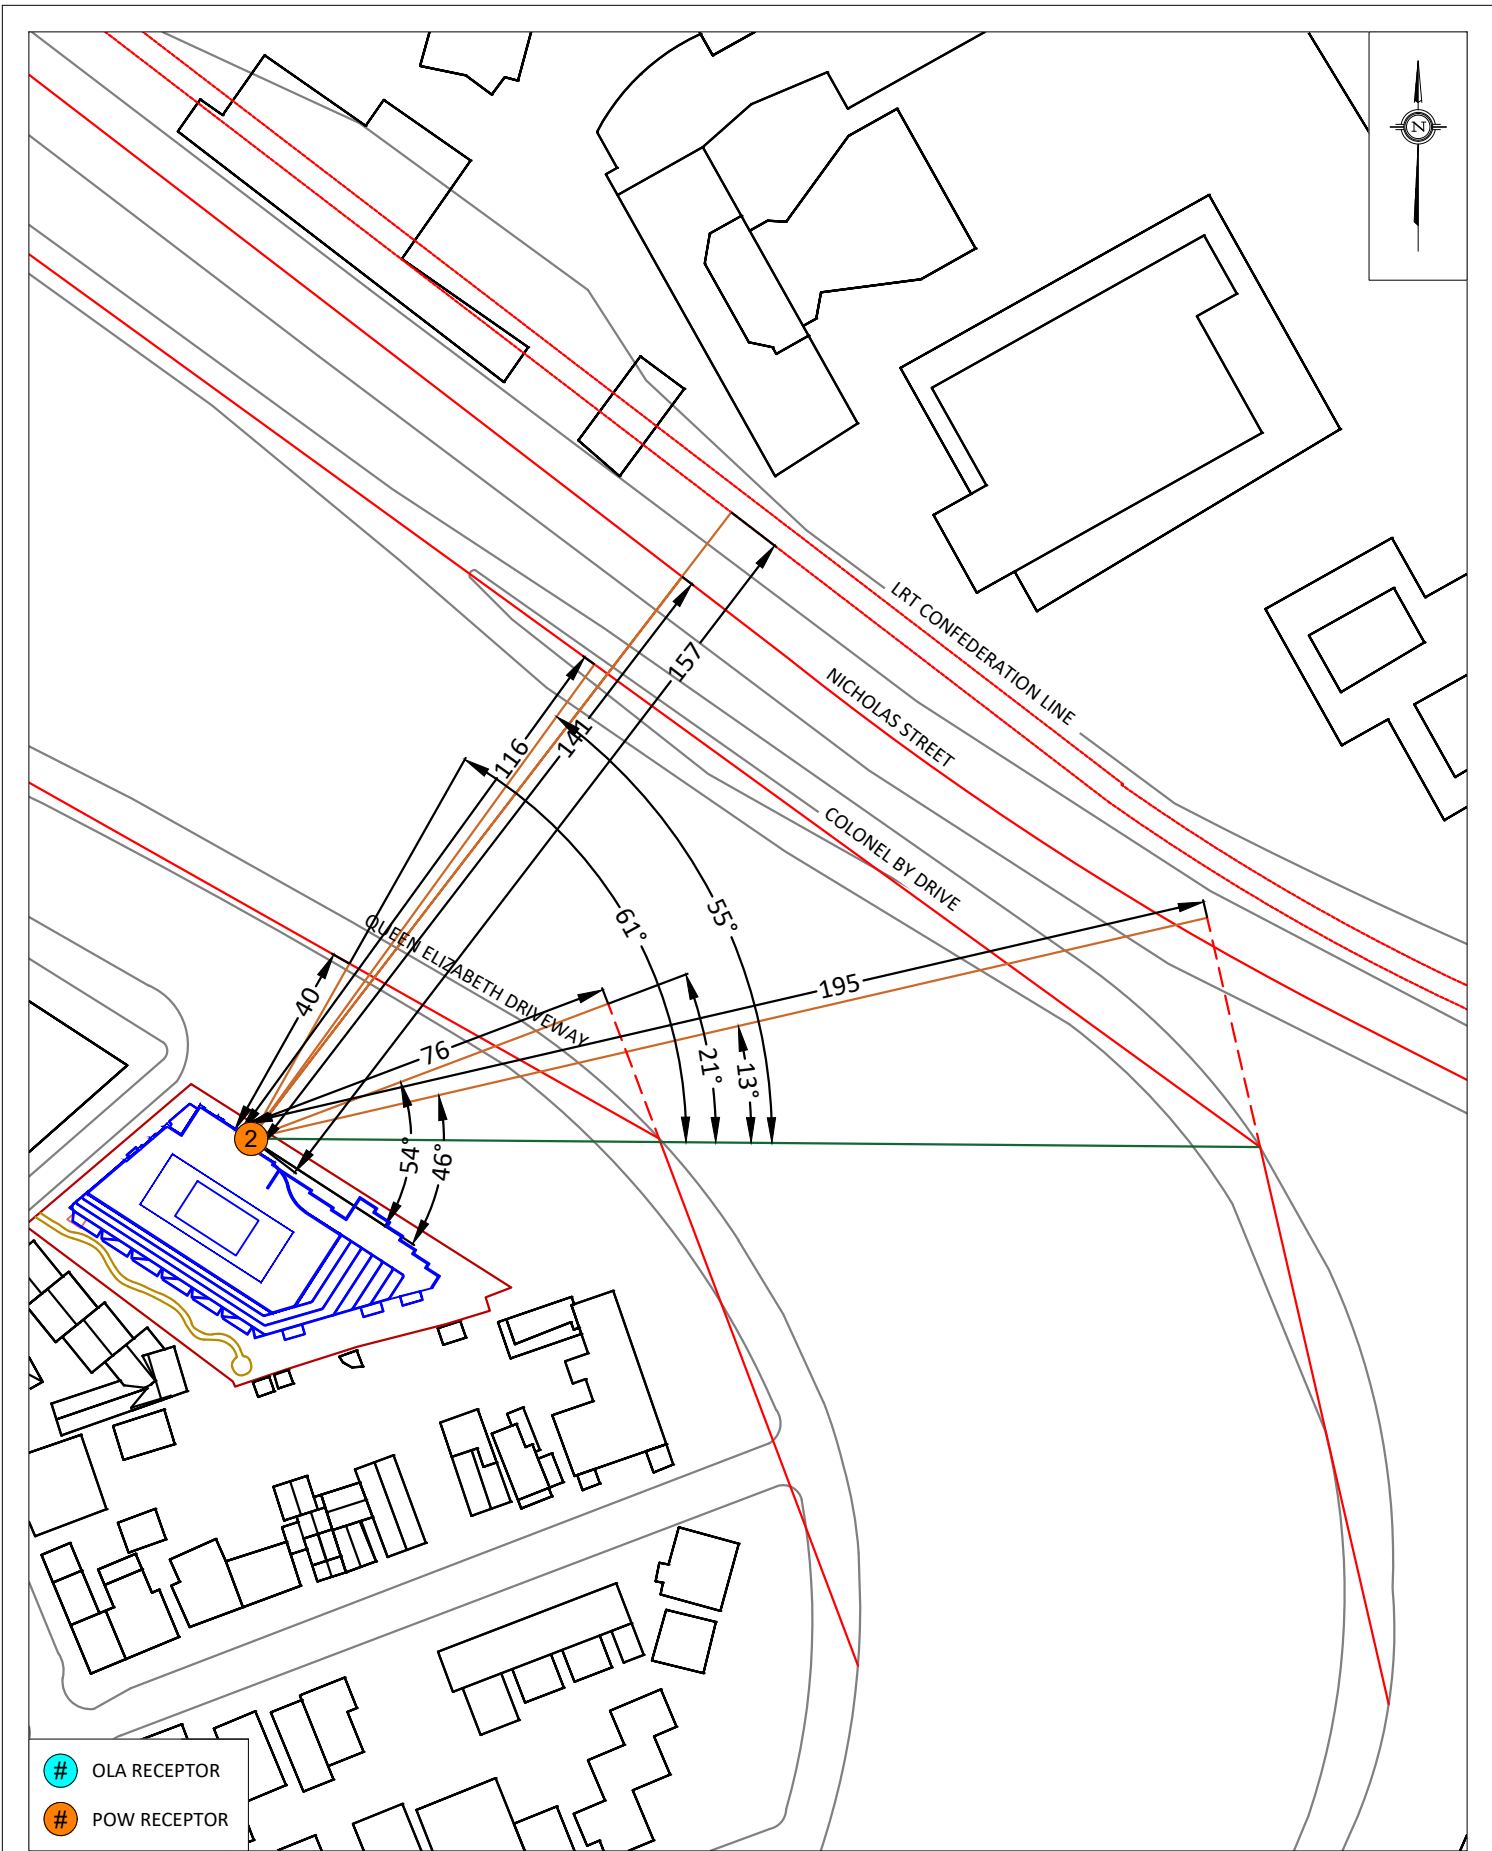 N
LRT CONFEDERATION LINE
NICHOLAS STREET
COLONEL BY DRIVE
QUEEN ELIZABETH DRIVEWAY
157
141
116
61°
55°
40
195
76
21°
13°
54°
46°
2
# OLA RECEPTOR
# POW RECEPTOR